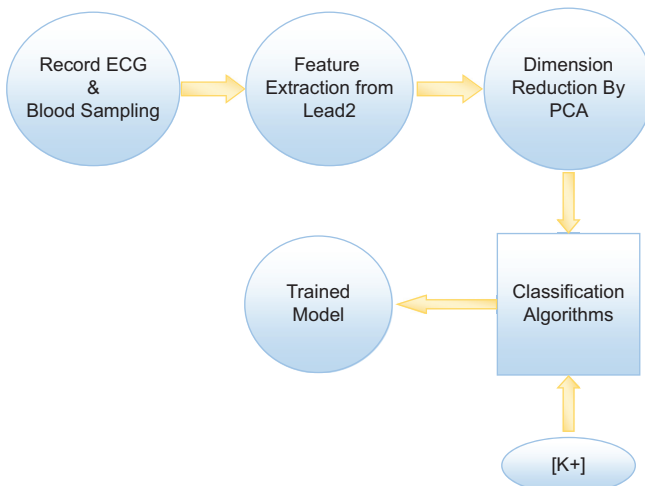 Record ECG
&
Blood Sampling
Feature
Extraction from
Lead2
Dimension
Reduction By
PCA
Trained
Model
Classification
Algorithms
[K+]